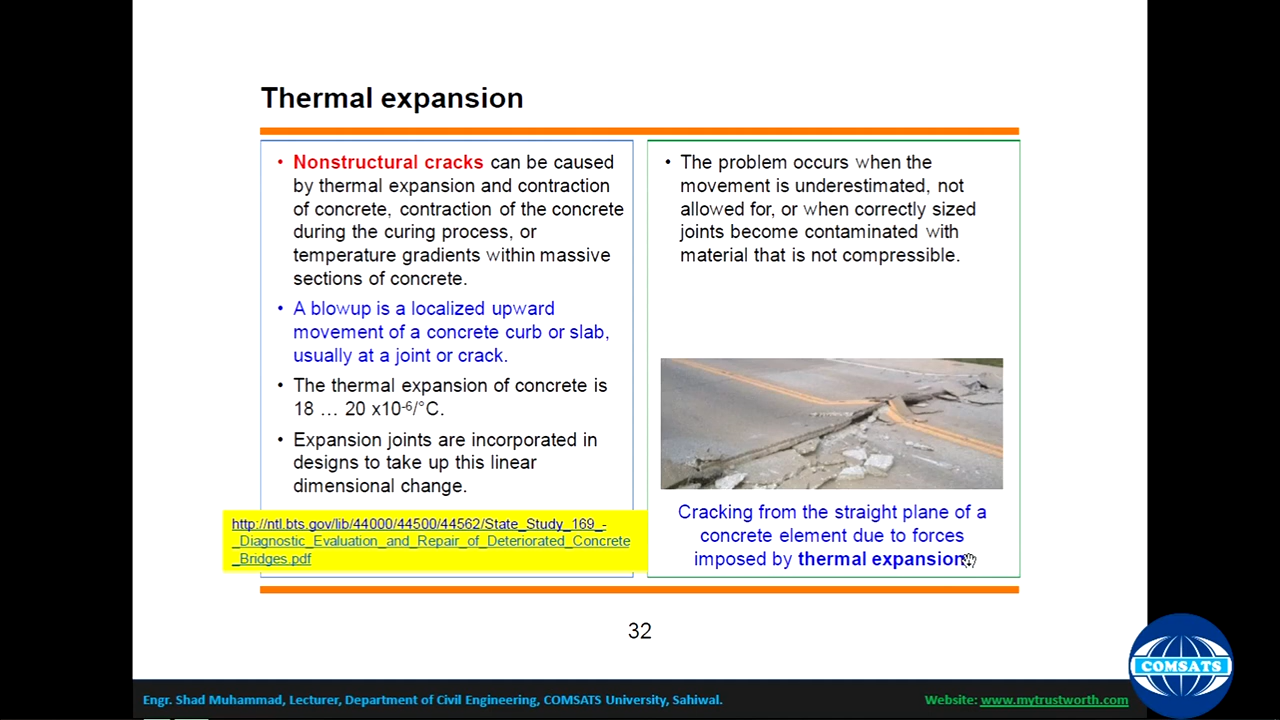 Thermal expansion
• Nonstructural cracks can be caused
by thermal expansion and contraction
of concrete, contraction of the concrete
during the curing process, or
temperature gradients within massive
sections of concrete.
• A blowup is a localized upward
movement of a concrete curb or slab,
usually at a joint or crack.
• The thermal expansion of concrete is
18 … 20 x10⁻⁶/°C.
• Expansion joints are incorporated in
designs to take up this linear
dimensional change.
http://ntl.bts.gov/lib/44000/44500/44562/State_Study_169_-
_Diagnostic_Evaluation_and_Repair_of_Deteriorated_Concrete
_Bridges.pdf
• The problem occurs when the
movement is underestimated, not
allowed for, or when correctly sized
joints become contaminated with
material that is not compressible.
Cracking from the straight plane of a
concrete element due to forces
imposed by thermal expansion
32
COMSATS
Engr. Shad Muhammad, Lecturer, Department of Civil Engineering, COMSATS University, Sahiwal.
Website: www.mytrustworth.com